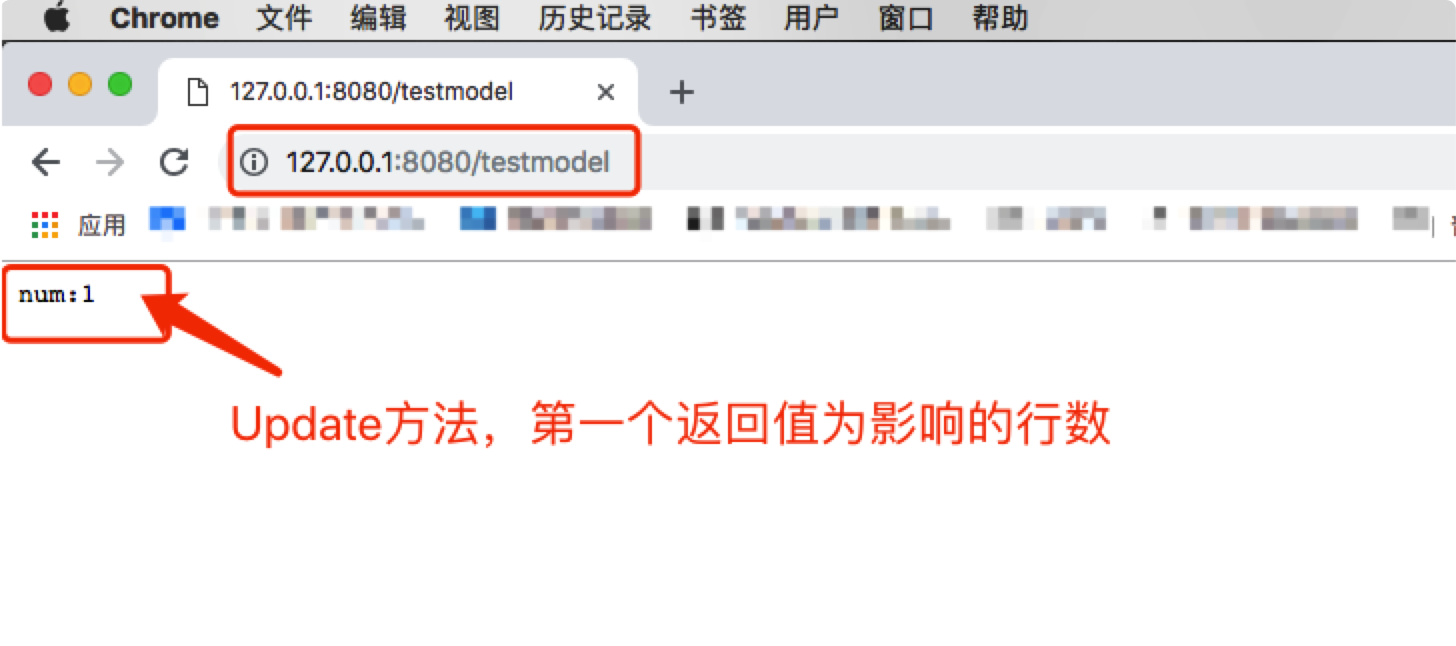 Chrome 文件 编辑 视图 历史记录 书签 用户 窗口 帮助
127.0.0.1:8080/testmodel
127.0.0.1:8080/testmodel
应用
num:1
Update方法，第一个返回值为影响的行数